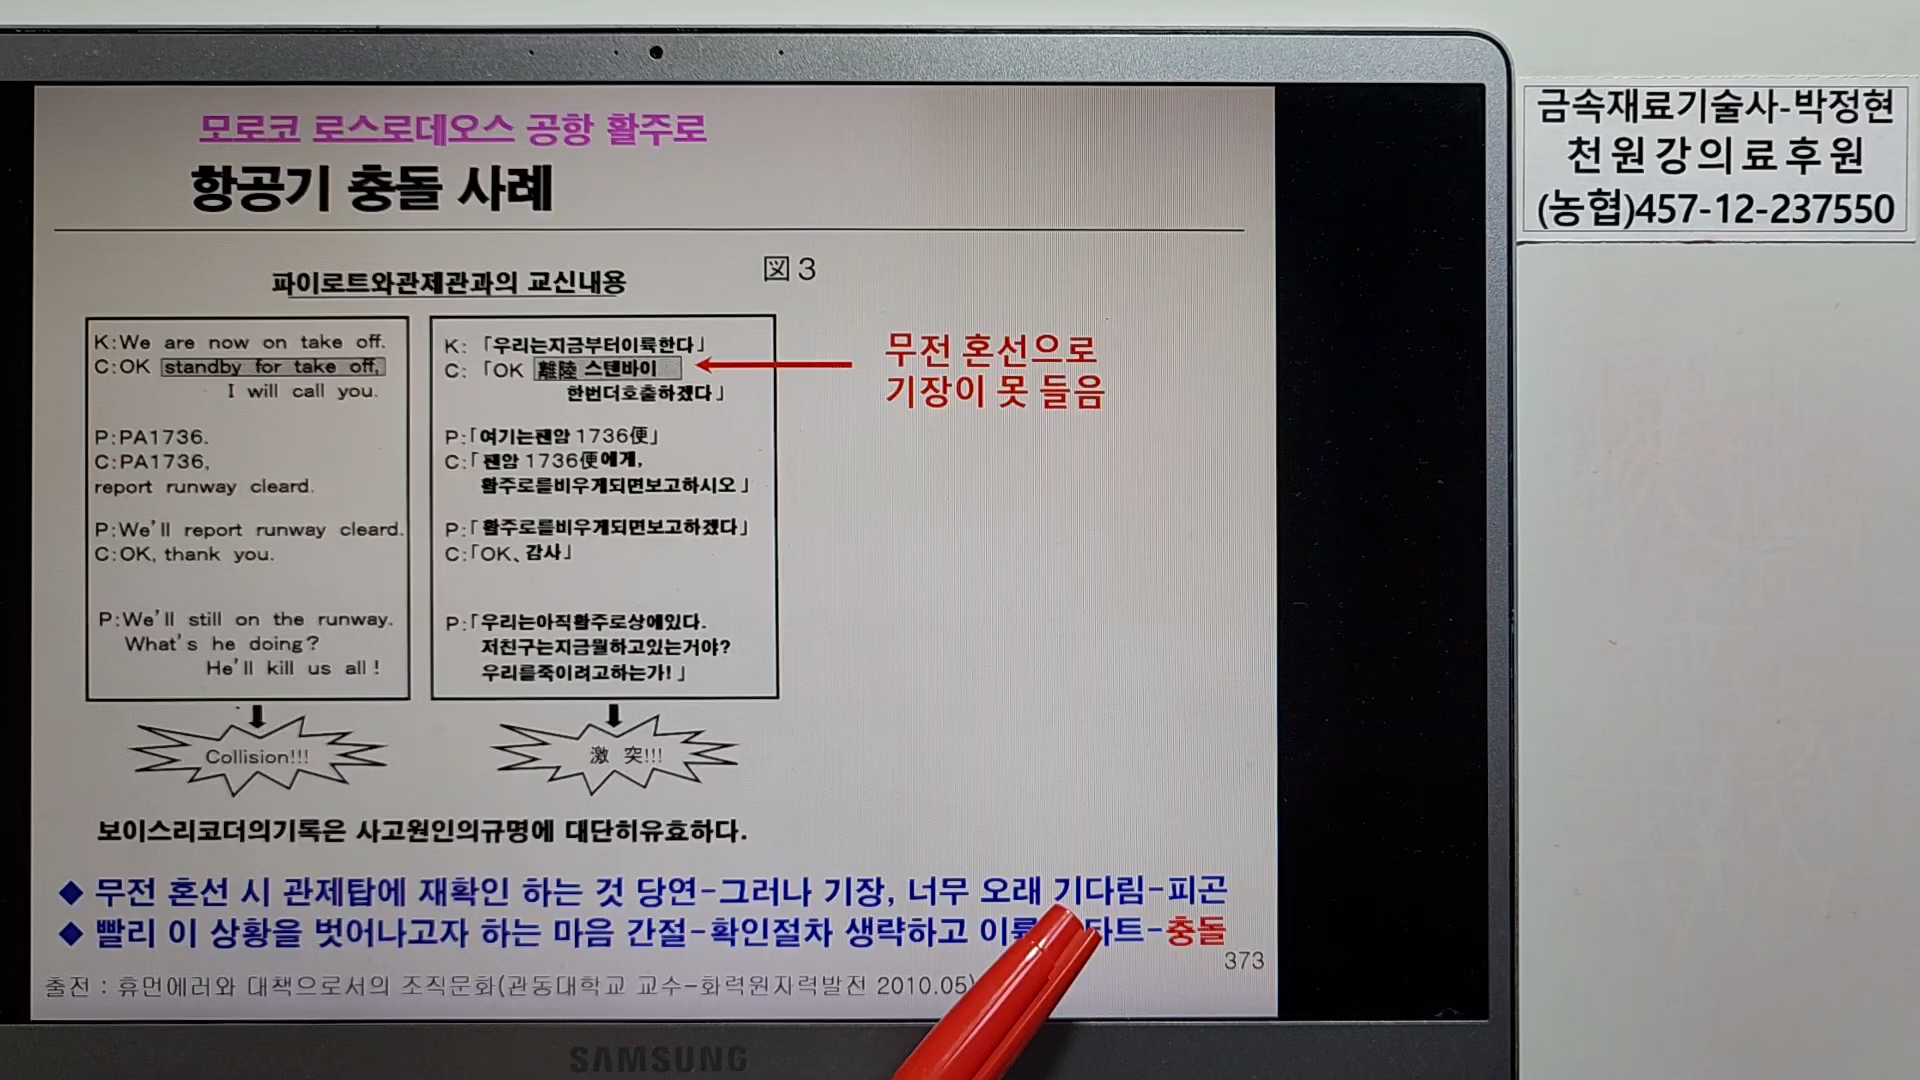 모로코 로스로데오스 공항 활주로
항공기 충돌 사례
파이로트와관제관과의 교신내용
図3
K:We are now on take off.
C:OK standby for take off,
I will call you.
P:PA1736.
C:PA1736,
report runway cleard.
P:We'll report runway cleard.
C:OK, thank you.
P:We'll still on the runway.
What's he doing?
He'll kill us all!
Collision!!!
K: 「우리는지금부터이륙한다」
C: 「OK 離陸 스텐바이
한번더호출하겠다」
P:「여기는팬암 1736便」
C:「팬암 1736便에게,
활주로를비우게되면보고하시오」
P:「활주로를비우게되면보고하겠다」
C:「OK、감사」
P:「우리는아직활주로상에있다.
저친구는지금뭘하고있는거야?
우리를죽이려고하는가!」
激 突!!!
무전 혼선으로
기장이 못 들음
보이스리코더의기록은 사고원인의규명에 대단히유효하다.
◆ 무전 혼선 시 관제탑에 재확인 하는 것 당연-그러나 기장, 너무 오래 기다림-피곤
◆ 빨리 이 상황을 벗어나고자 하는 마음 간절-확인절차 생략하고 이륙 타트-충돌
373
출전 : 휴먼에러와 대책으로서의 조직문화(관동대학교 교수-화력원자력발전 2010.05)
SAMSUNG
금속재료기술사-박정현
천원강의료후원
(농협)457-12-237550